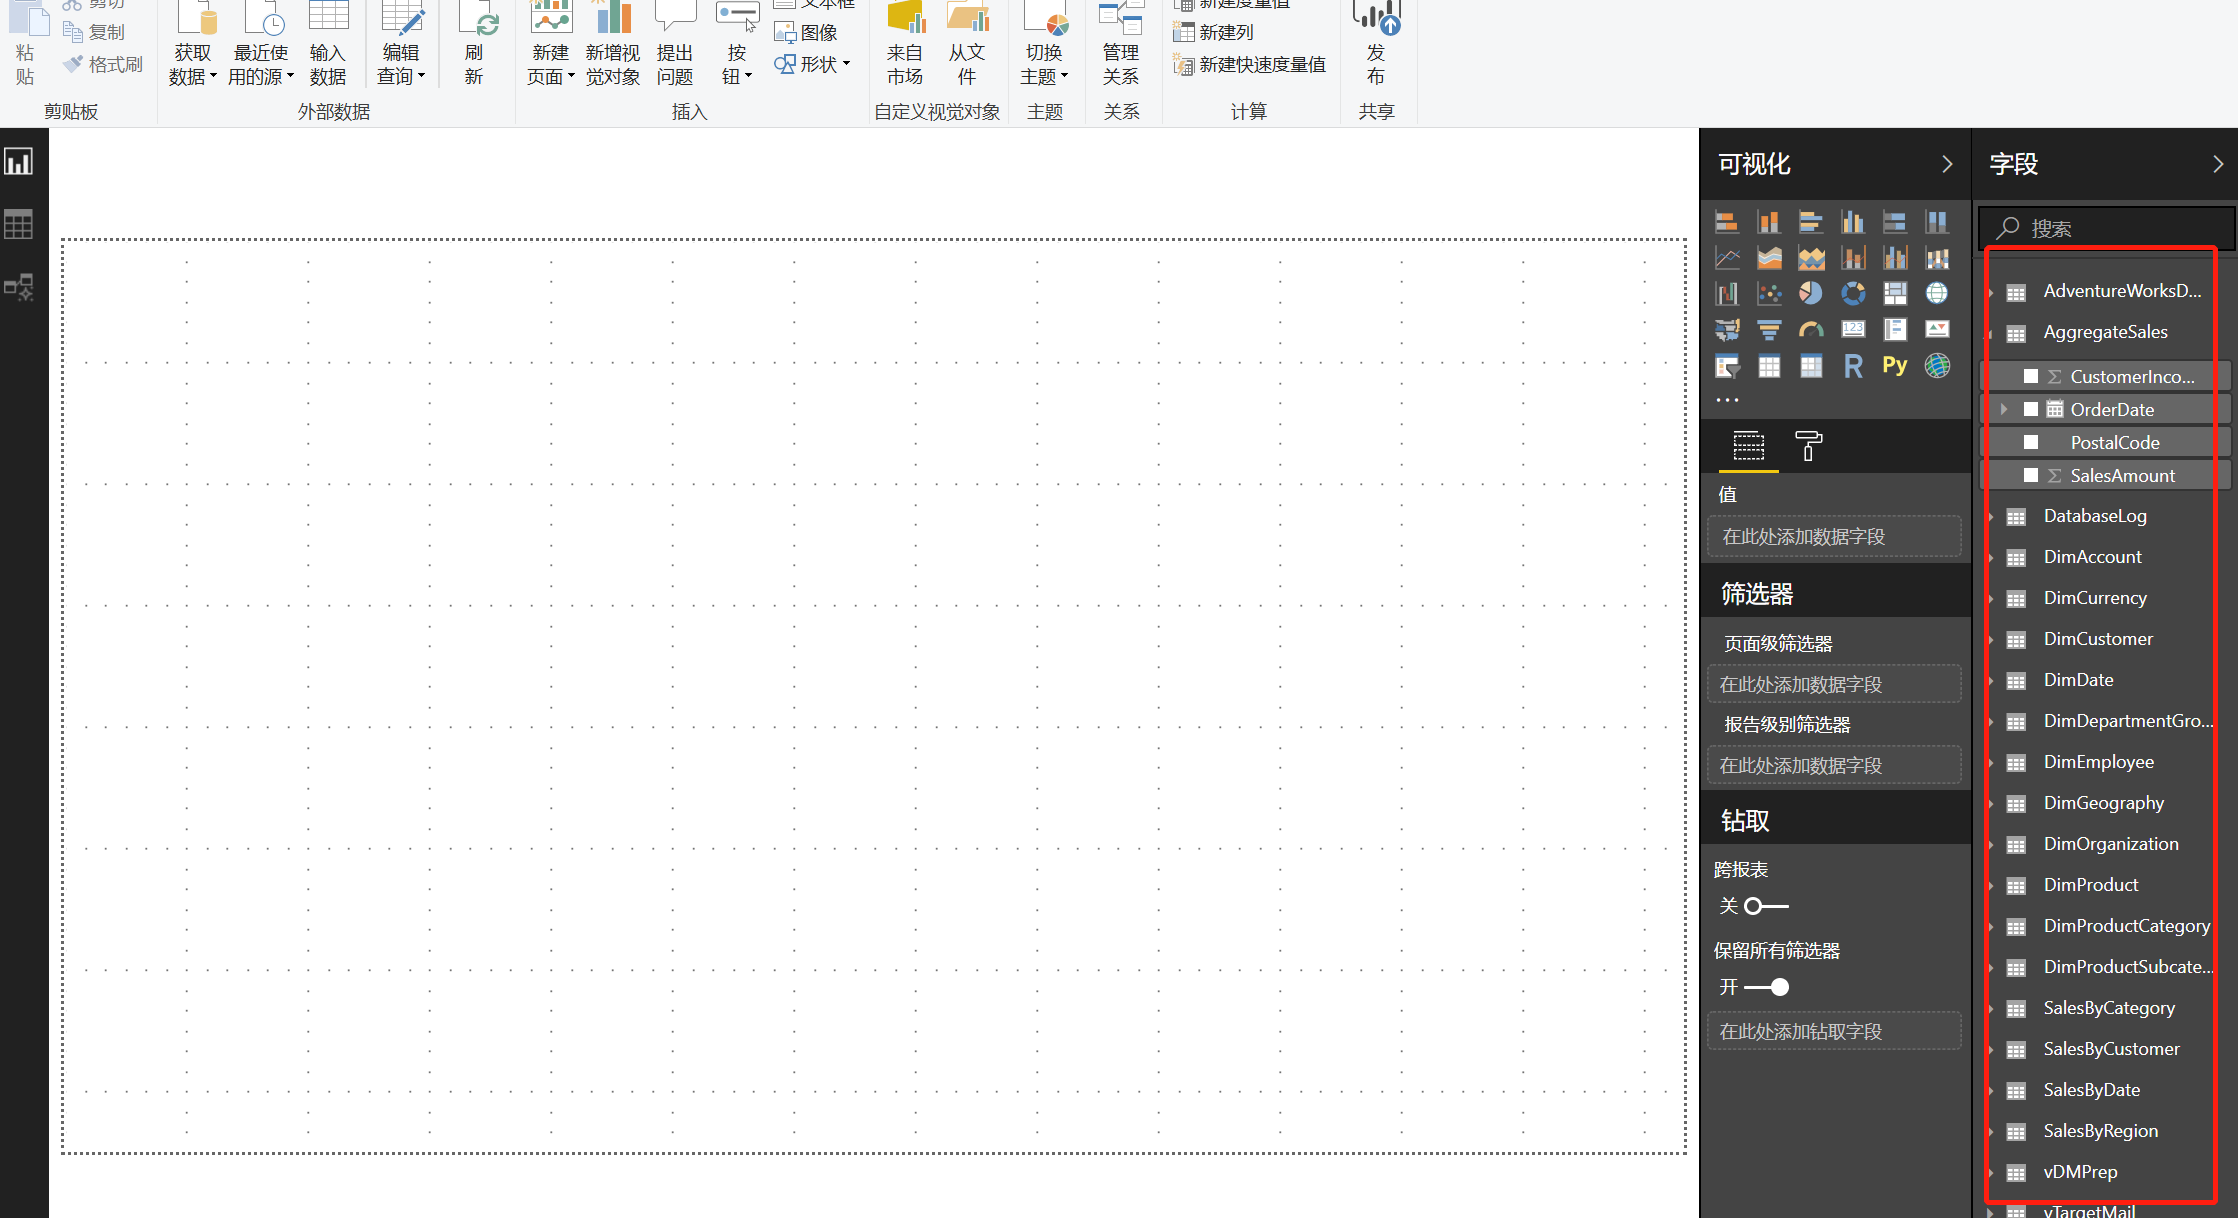 剪切
复制
格式刷
粘
贴
剪贴板
获取
数据
最近使
用的源
输入
数据
外部数据
编辑
查询
刷
新
新建
页面
新增视
觉对象
提出
问题
按
钮
文本框
图像
形状
插入
来自
市场
从文
件
自定义视觉对象
切换
主题
主题
管理
关系
关系
新建度量值
新建列
新建快速度量值
计算
发
布
共享
可视化
123
R
Py
...
值
在此处添加数据字段
筛选器
页面级筛选器
在此处添加数据字段
报告级别筛选器
在此处添加数据字段
钻取
跨报表
关
保留所有筛选器
开
在此处添加钻取字段
字段
搜索
AdventureWorksD...
AggregateSales
CustomerInco...
OrderDate
PostalCode
SalesAmount
DatabaseLog
DimAccount
DimCurrency
DimCustomer
DimDate
DimDepartmentGro...
DimEmployee
DimGeography
DimOrganization
DimProduct
DimProductCategory
DimProductSubcate...
SalesByCategory
SalesByCustomer
SalesByDate
SalesByRegion
vDMPrep
vTargetMail